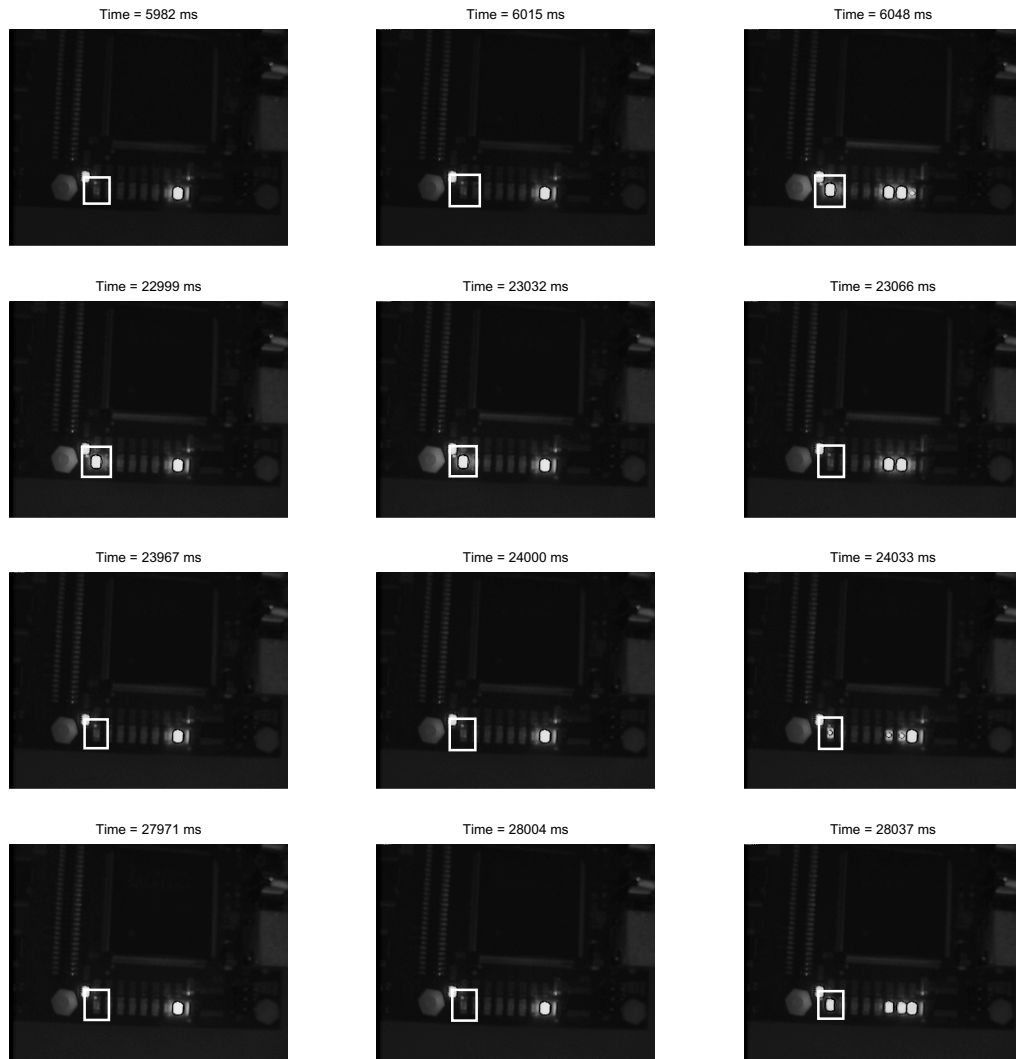 Time = 5982 ms
Time = 6015 ms
Time = 6048 ms
Time = 22999 ms
Time = 23032 ms
Time = 23066 ms
Time = 23967 ms
Time = 24000 ms
Time = 24033 ms
Time = 27971 ms
Time = 28004 ms
Time = 28037 ms